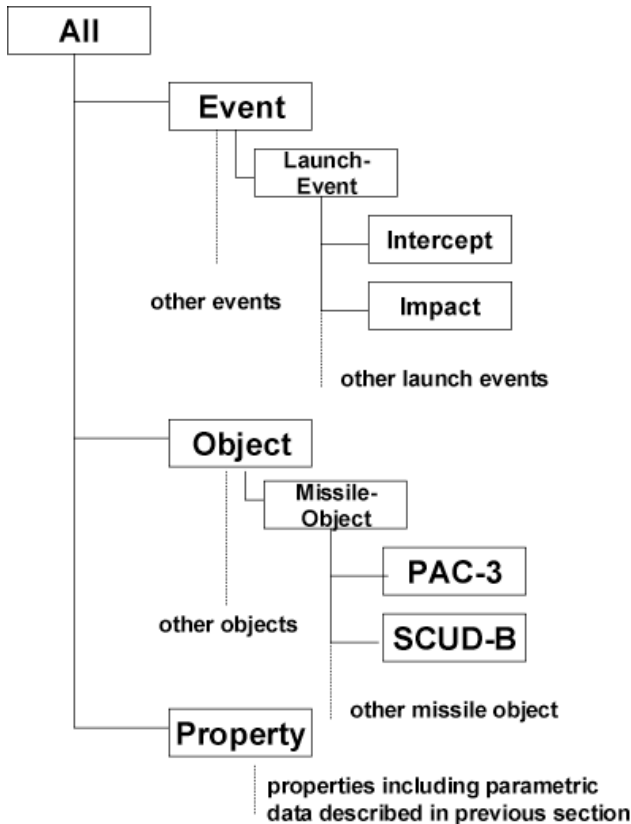 All
Event
Launch-
Event
Intercept
other events
Impact
other launch events
Object
Missile-
Object
PAC-3
other objects
SCUD-B
other missile object
Property
properties including parametric
data described in previous section